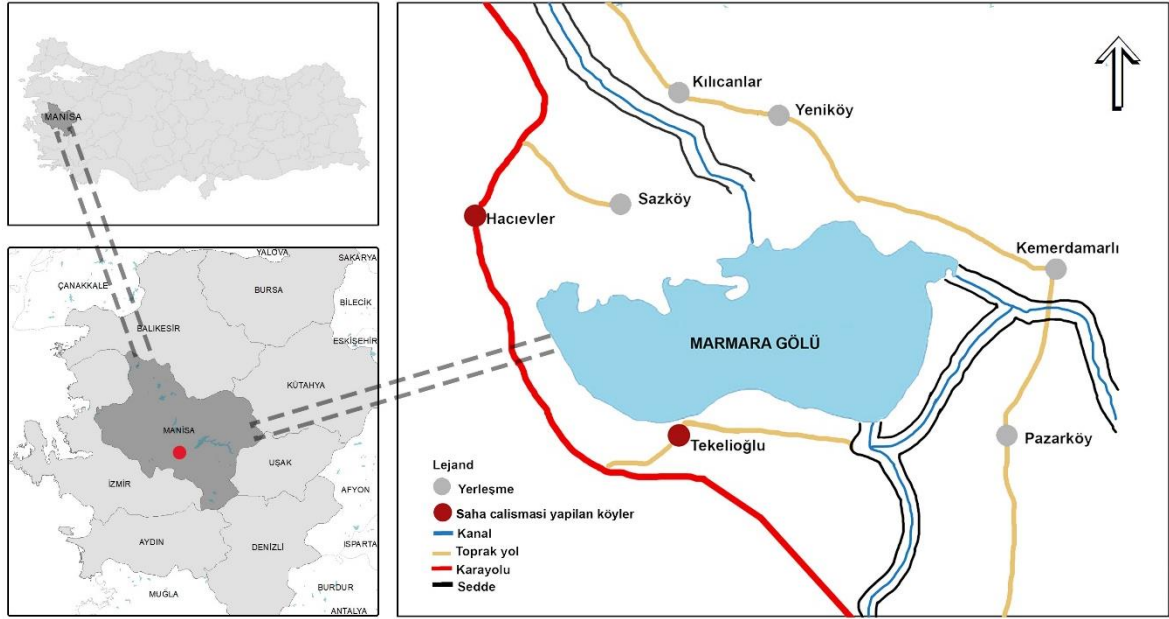 MANİSA
YALOVA
SAKARYA
ÇANAKKALE
BURSA
BİLECİK
BALIKESİR
ESKİŞEHİR
KÜTAHYA
MANİSA
UŞAK
İZMİR
AFYON
AYDIN
DENİZLİ
ISPARTA
MUĞLA
BURDUR
ANTALYA
Kılıcanlar
Yeniköy
Sazköy
Hacıevler
Kemerdamarlı
MARMARA GÖLÜ
Tekelioğlu
Pazarköy
Lejand
Yerleşme
Saha calismasi yapilan köyler
Kanal
Toprak yol
Karayolu
Sedde